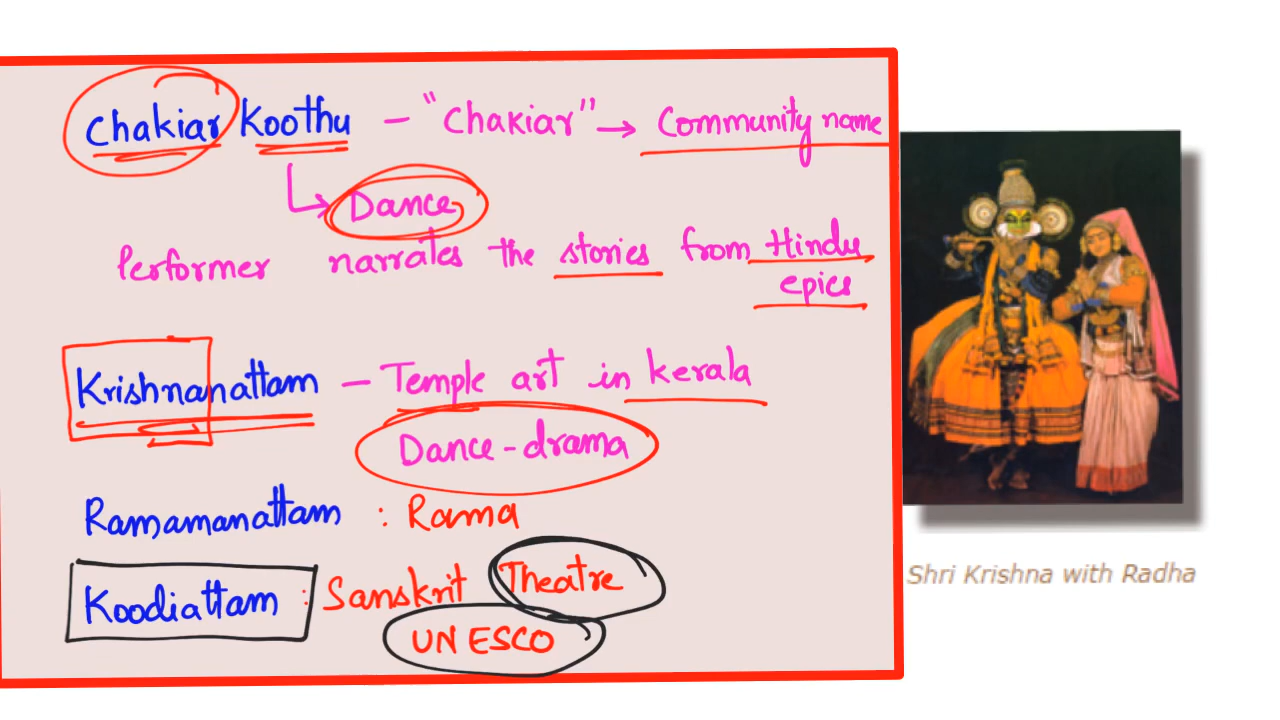 Chakiar Koothu - "Chakiar" → Community name
Dance
Performer narrates the stories from Hindu
epics
Krishnanattam - Temple art in kerala
Dance-drama
Ramamanattam : Rama
Koodiattam : Sanskrit Theatre
UNESCO
Shri Krishna with Radha